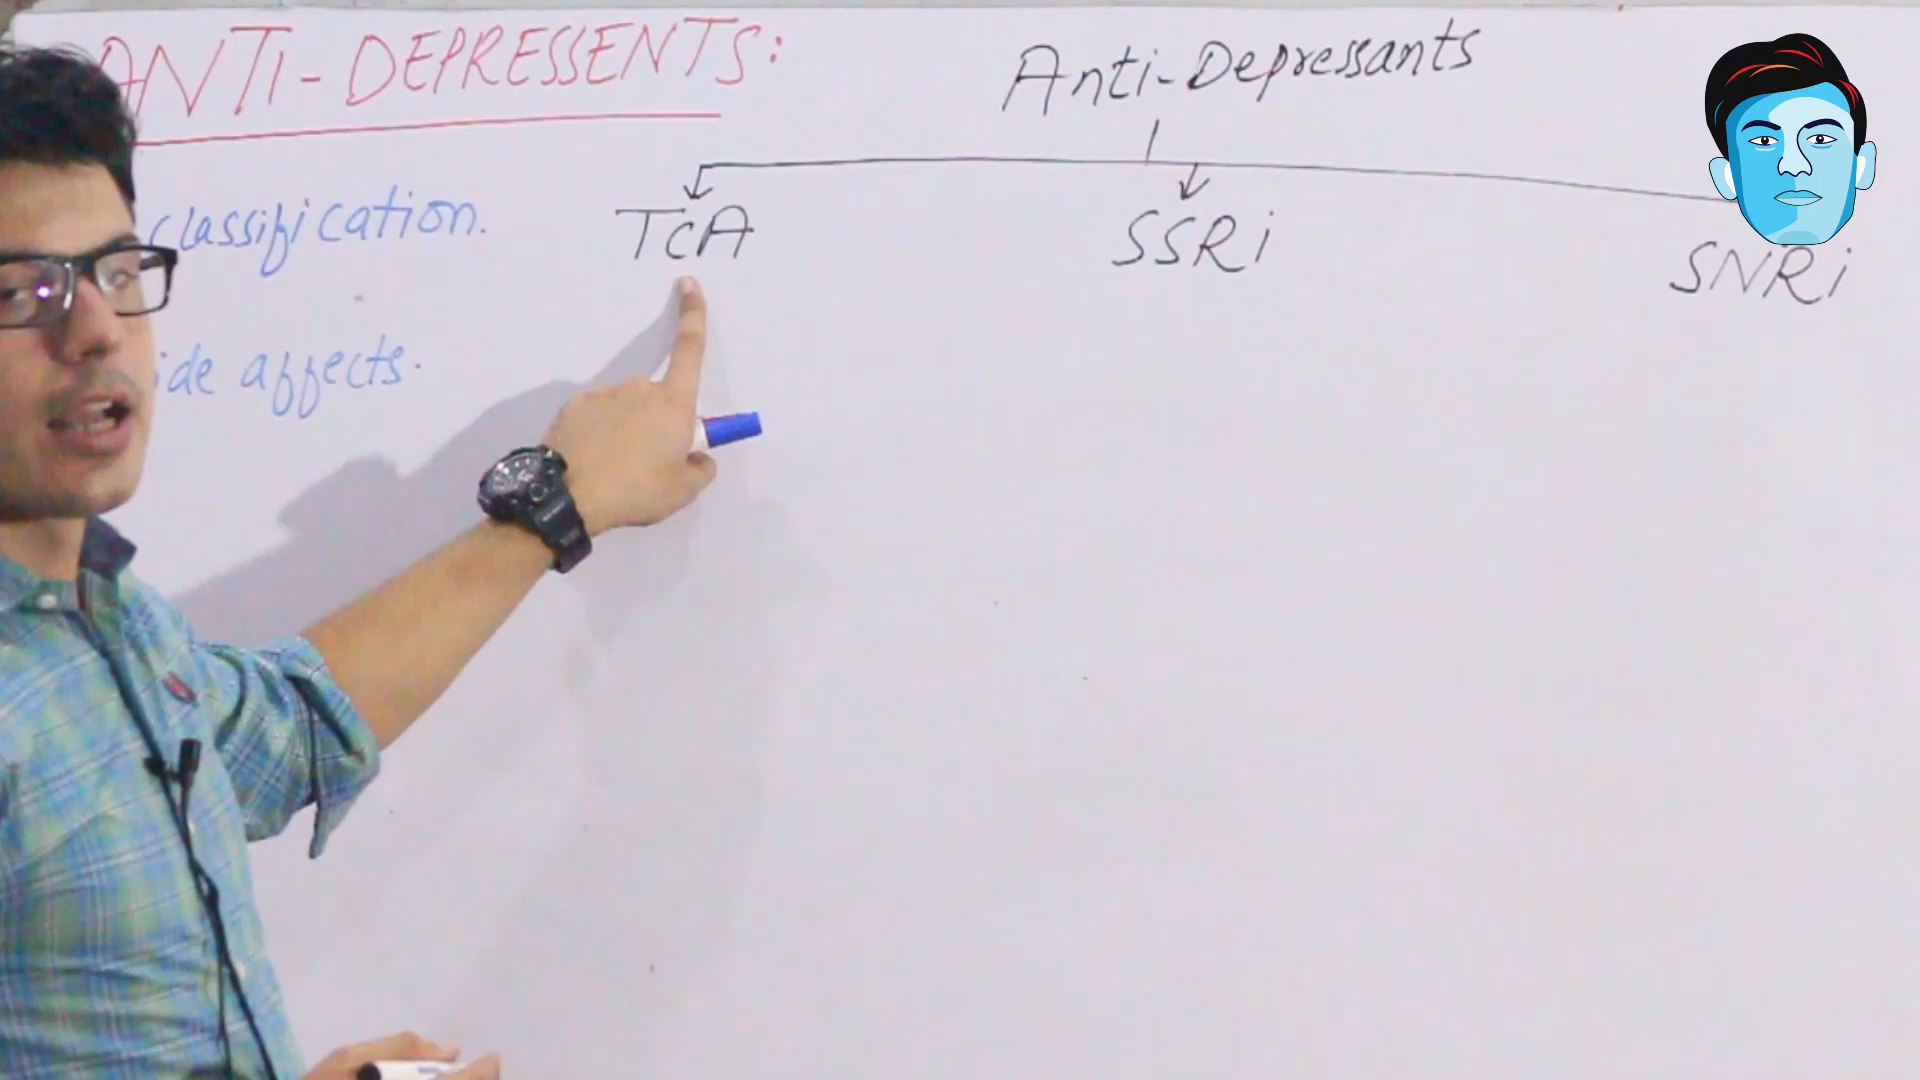 ANTI-DEPRESSENTS:
classification.
ide affects.
Anti-Depressants
TCA
SSRi
SNRi